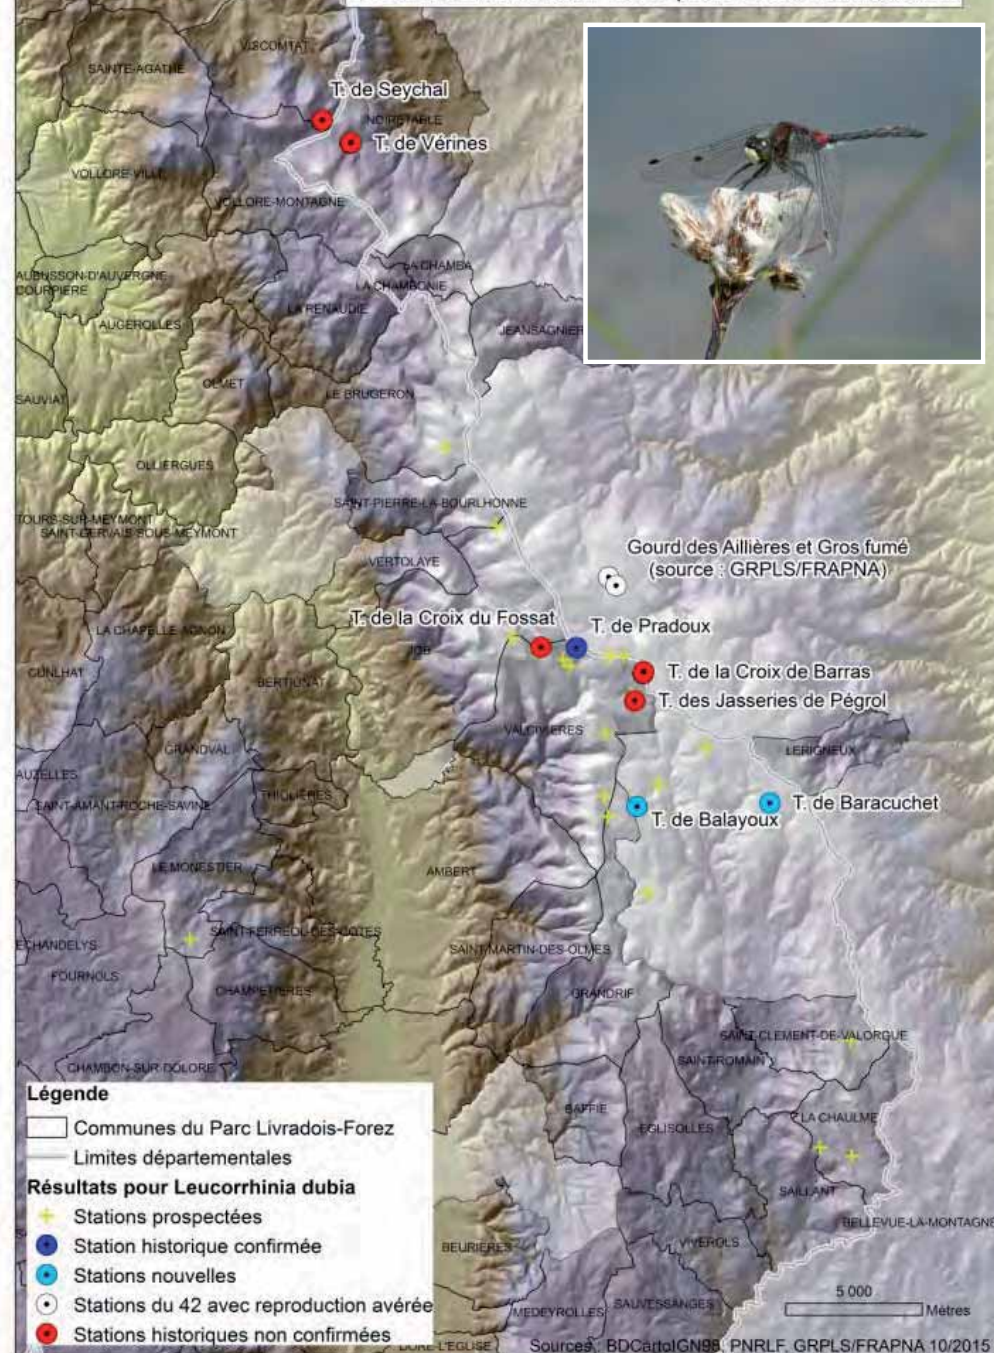 VISCOMTAT
SAINTE-AGATHE
T. de Seychal
NOIRETABLE
T. de Vérines
VOLLORE-VILLE
VOLLORE-MONTAGNE
LA CHAMBA
AUBUSSON-D'AUVERGNE
COURPIERE
LA CHAMBONIE
LA RENAUDIE
AUGEROLLES
JEANSAGNIER
OLMET
LE BRUGERON
SAUVIAT
OLLIERGUES
SAINT-PIERRE-LA-BOURLHONNE
TOURS-SUR-MEYMONT
SAINT-GERVAIS-SOUS-MEYMONT
Gourd des Aillières et Gros fumé
(source : GRPLS/FRAPNA)
VERTOLAYE
T. de la Croix du Fossat
T. de Pradoux
LA CHAPELLE-AGNON
JOB
CUNLHAT
T. de la Croix de Barras
BERTIGNAT
T. des Jasseries de Pégrol
VALCIVIERES
GRANDVAL
LERIGNEUX
AUZELLES
THIOLIERES
SAINT-AMANT-ROCHE-SAVINE
T. de Baracuchet
T. de Balayoux
LE MONESTIER
AMBERT
SAINT-FERREOL-DES-COTES
ECHANDELYS
SAINT-MARTIN-DES-OLMES
FOURNOLS
CHAMPETIERES
GRANDRIF
SAINT-CLEMENT-DE-VALORGUE
SAINT-ROMAIN
CHAMBON-SUR-DOLORE
Légende
BAFFIE
LA CHAULME
Communes du Parc Livradois-Forez
EGLISOLLES
Limites départementales
Résultats pour Leucorrhinia dubia
SAILLANT
Stations prospectées
BELLEVUE-LA-MONTAGNE
Station historique confirmée
BEURIERES
VIVEROLS
Stations nouvelles
5 000
Stations du 42 avec reproduction avérée
MEDEYROLLES
SAUVESSANGES
Mètres
Stations historiques non confirmées
DORE-L'EGLISE
Sources : BDCartoIGN98, PNRLF, GRPLS/FRAPNA 10/2015